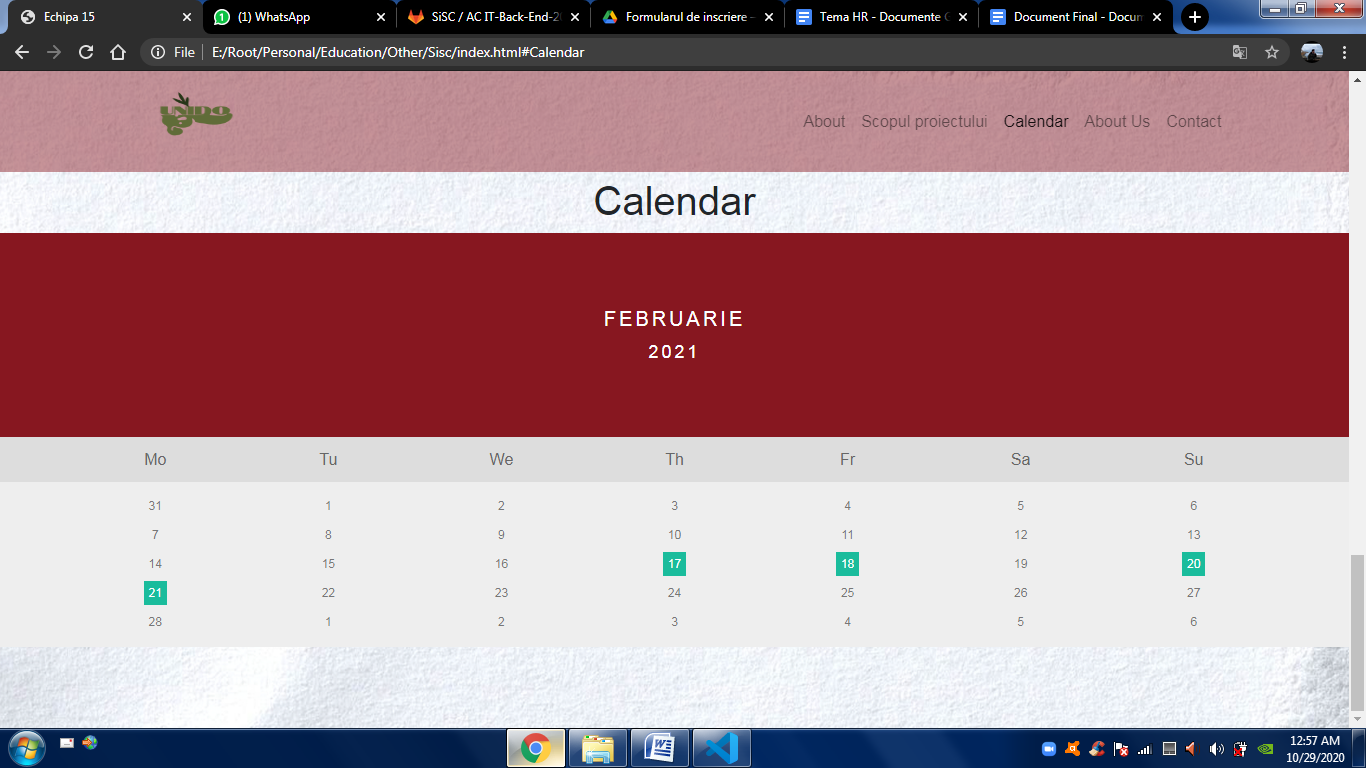 Echipa 15
(1) WhatsApp
SiSC / AC IT-Back-End-2
Formularul de inscriere –
Tema HR - Documente G
Document Final - Docum
File
E:/Root/Personal/Education/Other/Sisc/index.html#Calendar
UNIDO
About Scopul proiectului Calendar About Us Contact
Calendar
FEBRUARIE
2021
Mo Tu We Th Fr Sa Su
31 1 2 3 4 5 6
7 8 9 10 11 12 13
14 15 16 17 18 19 20
21 22 23 24 25 26 27
28 1 2 3 4 5 6
12:57 AM
10/29/2020